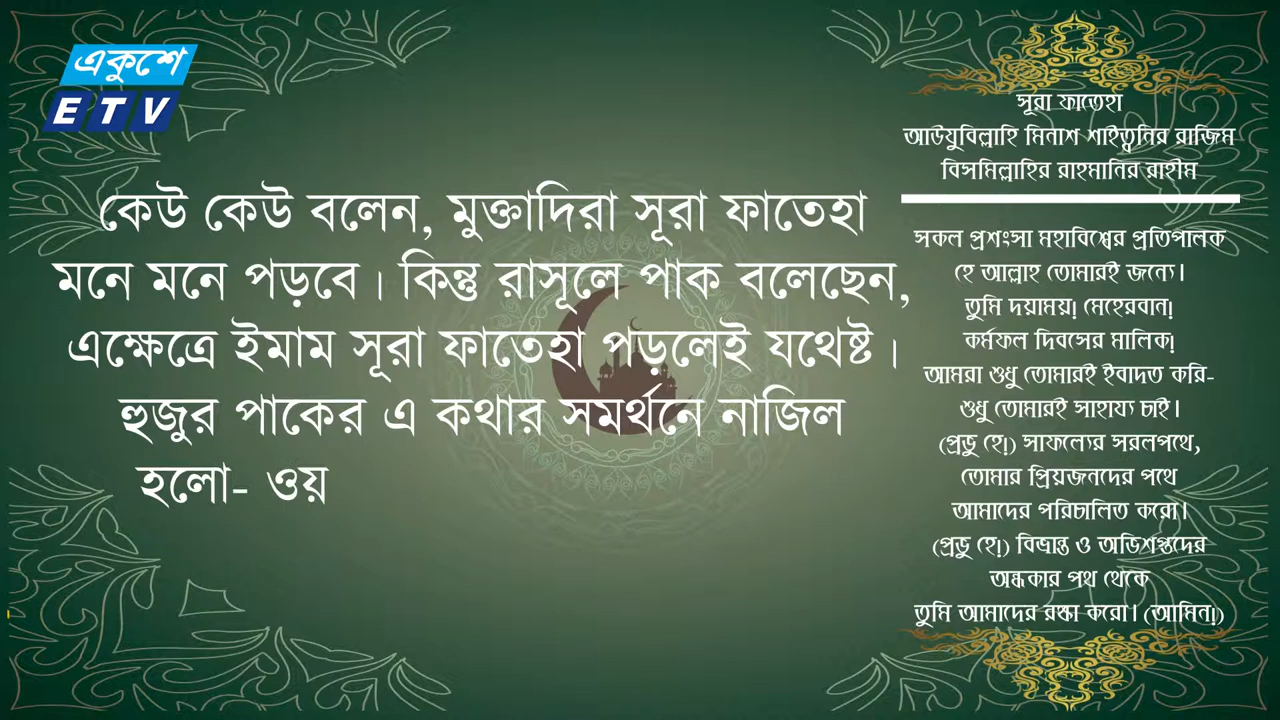 একুশে
ETV
কেউ কেউ বলেন, মুক্তাদিরা সূরা ফাতেহা
মনে মনে পড়বে। কিন্তু রাসূলে পাক বলেছেন,
এক্ষেত্রে ইমাম সূরা ফাতেহা পড়লেই যথেষ্ট।
হুজুর পাকের এ কথার সমর্থনে নাজিল
হলো- ওয়
সূরা ফাতেহা
আউযুবিল্লাহি মিনাশ শাইত্বনির রাজিম
বিসমিল্লাহির রাহমানির রাহীম
সকল প্রশংসা মহাবিশ্বের প্রতিপালক
হে আল্লাহ তোমারই জন্যে।
তুমি দয়াময়! মেহেরবান!
কর্মফল দিবসের মালিক!
আমরা শুধু তোমারই ইবাদত করি-
শুধু তোমারই সাহায্য চাই।
(প্রভু হে!) সাফল্যের সরলপথে,
তোমার প্রিয়জনদের পথে
আমাদের পরিচালিত করো।
(প্রভু হে!) বিভ্রান্ত ও অভিশপ্তদের
অন্ধকার পথ থেকে
তুমি আমাদের রক্ষা করো। (আমিন!)